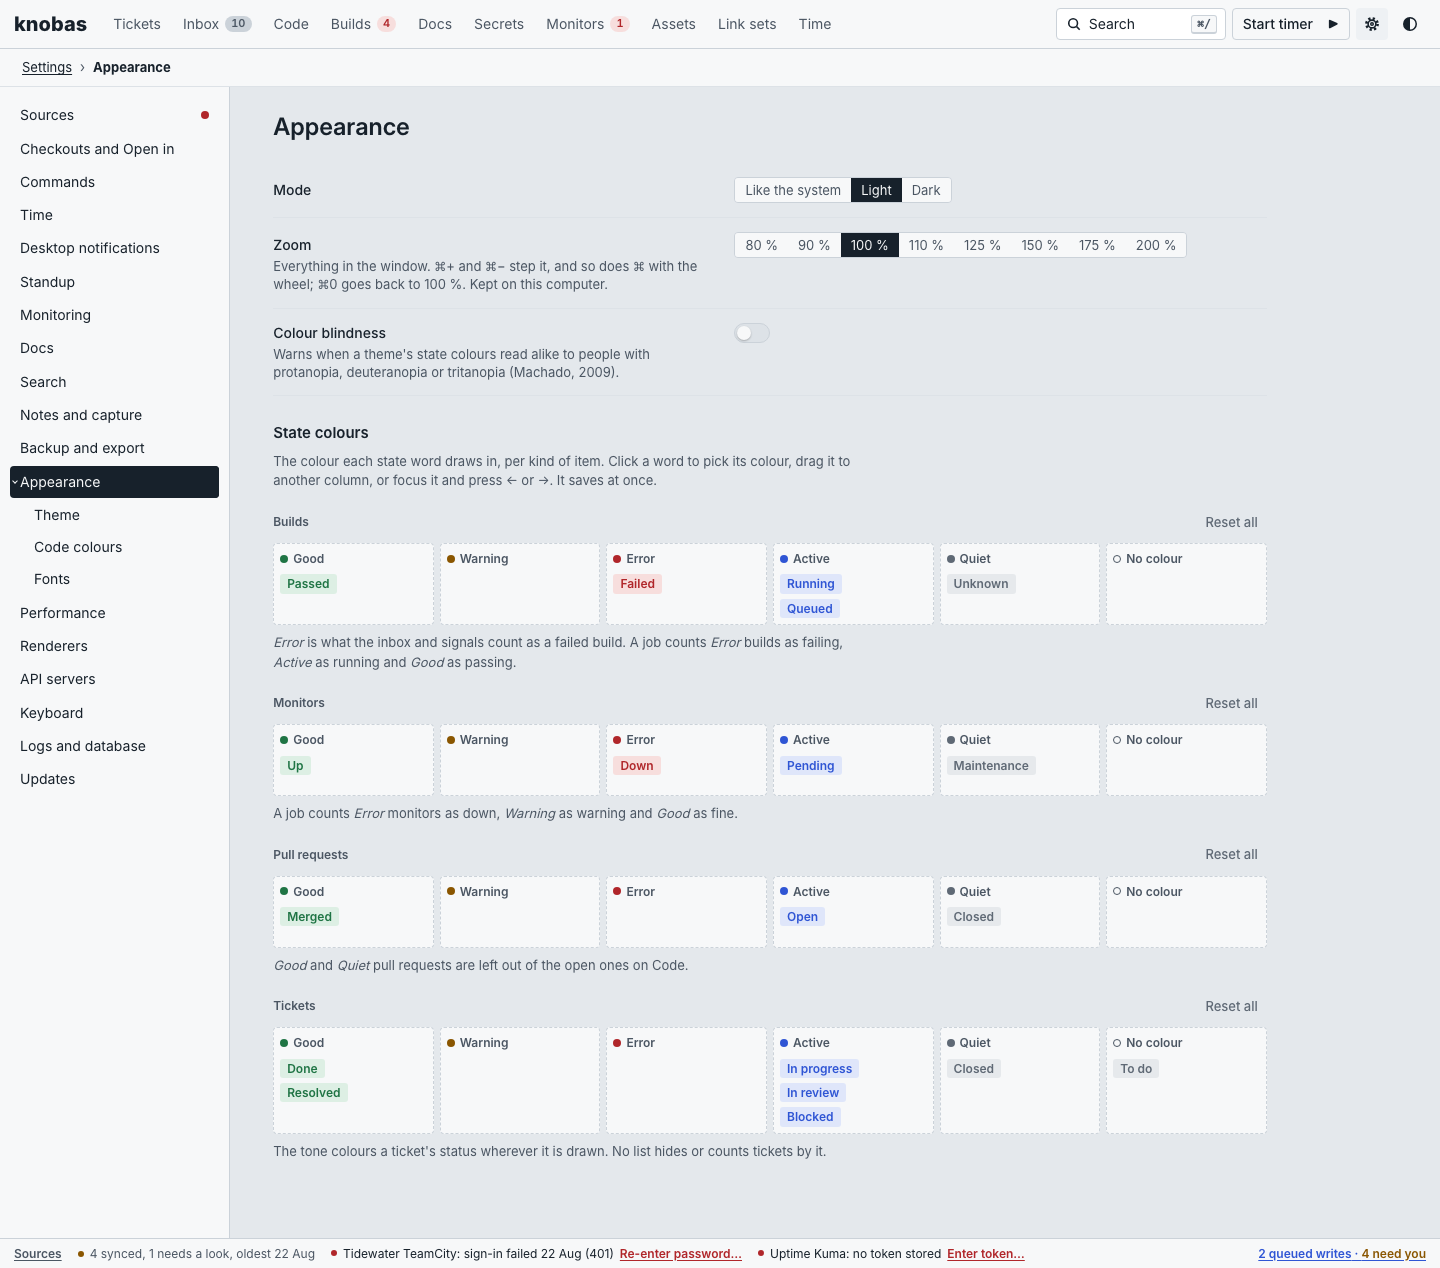 knobas Tickets Inbox 10 Code Builds 4 Docs Secrets Monitors 1 Assets Link sets Time Search ⌘/ Start timer
Settings › Appearance
Sources
Checkouts and Open in
Commands
Time
Desktop notifications
Standup
Monitoring
Docs
Search
Notes and capture
Backup and export
Appearance
Theme
Code colours
Fonts
Performance
Renderers
API servers
Keyboard
Logs and database
Updates
Appearance
Mode
Like the system Light Dark
Zoom
80 % 90 % 100 % 110 % 125 % 150 % 175 % 200 %
Everything in the window. ⌘+ and ⌘− step it, and so does ⌘ with the
wheel; ⌘0 goes back to 100 %. Kept on this computer.
Colour blindness
Warns when a theme's state colours read alike to people with
protanopia, deuteranopia or tritanopia (Machado, 2009).
State colours
The colour each state word draws in, per kind of item. Click a word to pick its colour, drag it to
another column, or focus it and press ← or →. It saves at once.
Builds Reset all
Good Warning Error Active Quiet No colour
Passed Failed Running Unknown
Queued
Error is what the inbox and signals count as a failed build. A job counts Error builds as failing,
Active as running and Good as passing.
Monitors Reset all
Good Warning Error Active Quiet No colour
Up Down Pending Maintenance
A job counts Error monitors as down, Warning as warning and Good as fine.
Pull requests Reset all
Good Warning Error Active Quiet No colour
Merged Open Closed
Good and Quiet pull requests are left out of the open ones on Code.
Tickets Reset all
Good Warning Error Active Quiet No colour
Done In progress Closed To do
Resolved In review
Blocked
The tone colours a ticket's status wherever it is drawn. No list hides or counts tickets by it.
Sources 4 synced, 1 needs a look, oldest 22 Aug Tidewater TeamCity: sign-in failed 22 Aug (401) Re-enter password... Uptime Kuma: no token stored Enter token... 2 queued writes · 4 need you